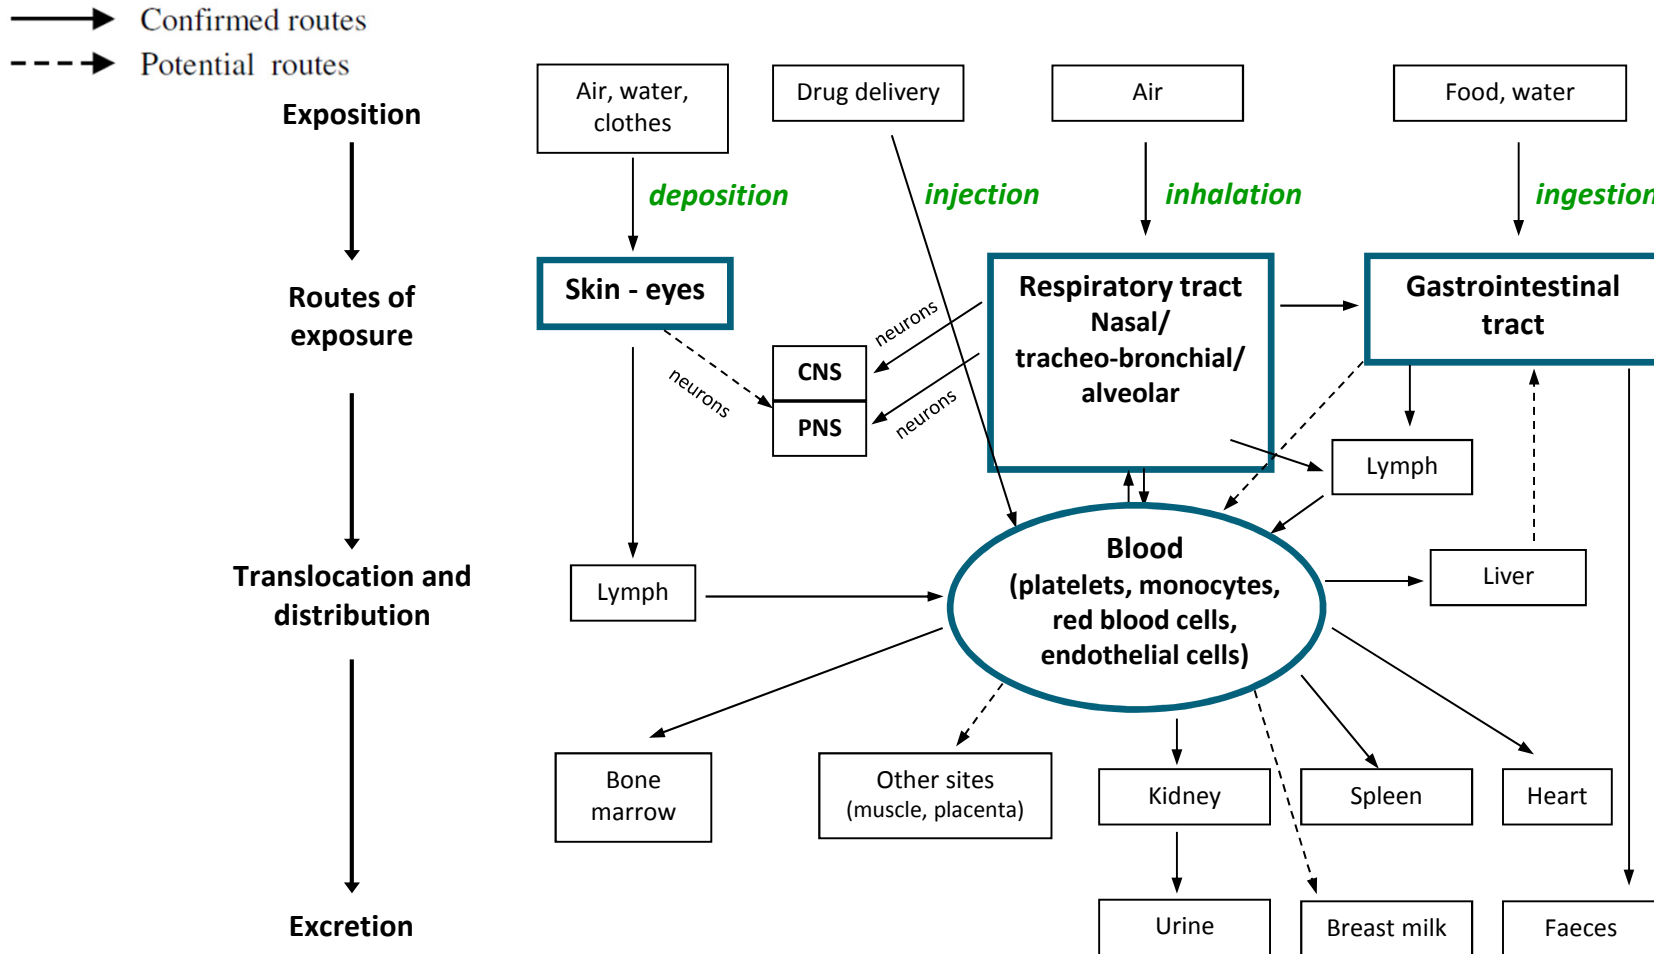 Confirmed routes
Potential routes
Exposition
Air, water,
clothes
Drug delivery
Air
Food, water
deposition
injection
inhalation
ingestion
Routes of
exposure
Skin - eyes
Respiratory tract
Nasal/
tracheo-bronchial/
alveolar
Gastrointestinal
tract
neurons
neurons
neurons
CNS
PNS
Lymph
Translocation and
distribution
Lymph
Blood
(platelets, monocytes,
red blood cells,
endothelial cells)
Liver
Bone
marrow
Other sites
(muscle, placenta)
Kidney
Spleen
Heart
Excretion
Urine
Breast milk
Faeces